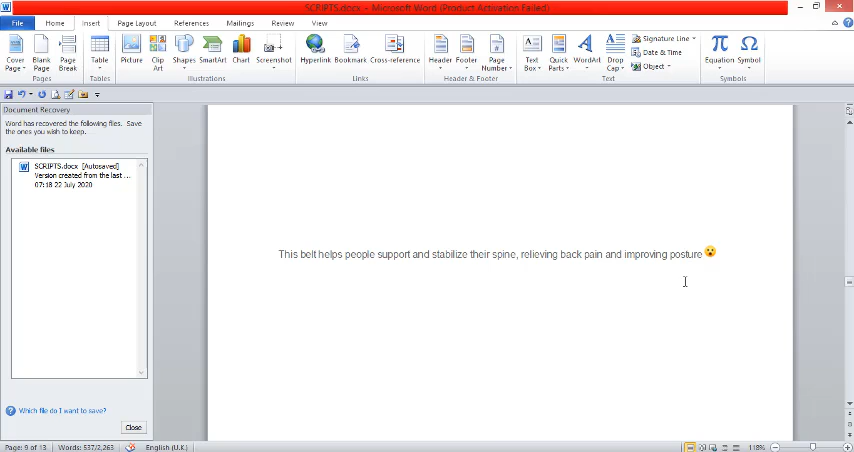 SCRIPTS.docx - Microsoft Word (Product Activation Failed)
File Home Insert Page Layout References Mailings Review View
Cover Page
Blank Page
Page Break
Table
Picture
Clip Art
Shapes
SmartArt
Chart
Screenshot
Hyperlink
Bookmark
Cross-reference
Header
Footer
Page Number
Text Box
Quick Parts
WordArt
Drop Cap
Signature Line
Date & Time
Object
Equation
Symbol
Pages Tables Illustrations Links Header & Footer Text Symbols
Document Recovery
Word has recovered the following files. Save
the ones you wish to keep.
Available files
SCRIPTS.docx [Autosaved]
Version created from the last ...
07:18 22 July 2020
Which file do I want to save?
Close
This belt helps people support and stabilize their spine, relieving back pain and improving posture😮
Page: 9 of 13 Words: 537/2,263 English (U.K.) 118%